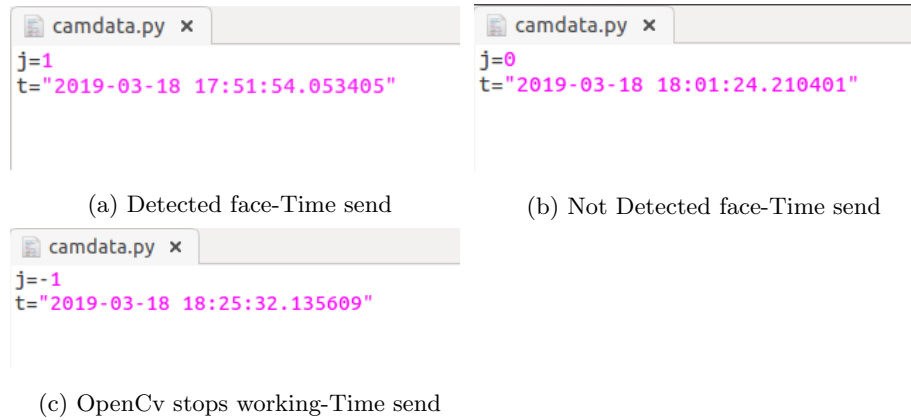 camdata.py ×
j=1
t="2019-03-18 17:51:54.053405"
(a) Detected face-Time send
camdata.py ×
j=0
t="2019-03-18 18:01:24.210401"
(b) Not Detected face-Time send
camdata.py ×
j=-1
t="2019-03-18 18:25:32.135609"
(c) OpenCv stops working-Time send